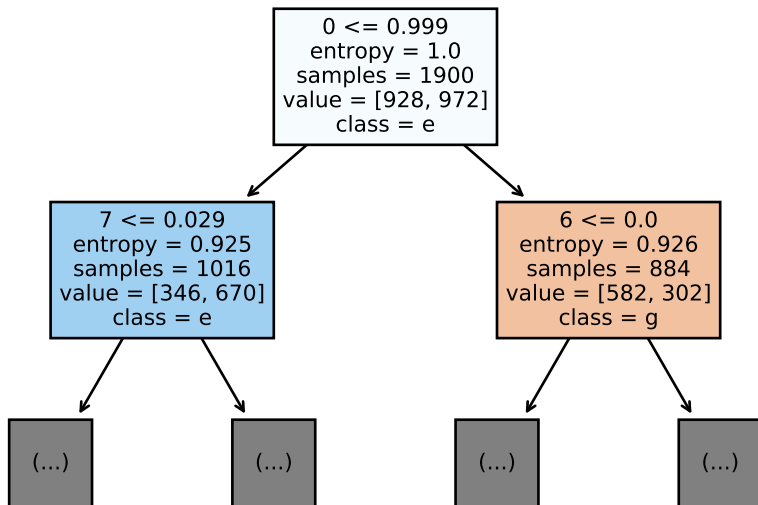 0 <= 0.999
entropy = 1.0
samples = 1900
value = [928, 972]
class = e
7 <= 0.029
entropy = 0.925
samples = 1016
value = [346, 670]
class = e
6 <= 0.0
entropy = 0.926
samples = 884
value = [582, 302]
class = g
(...)
(...)
(...)
(...)